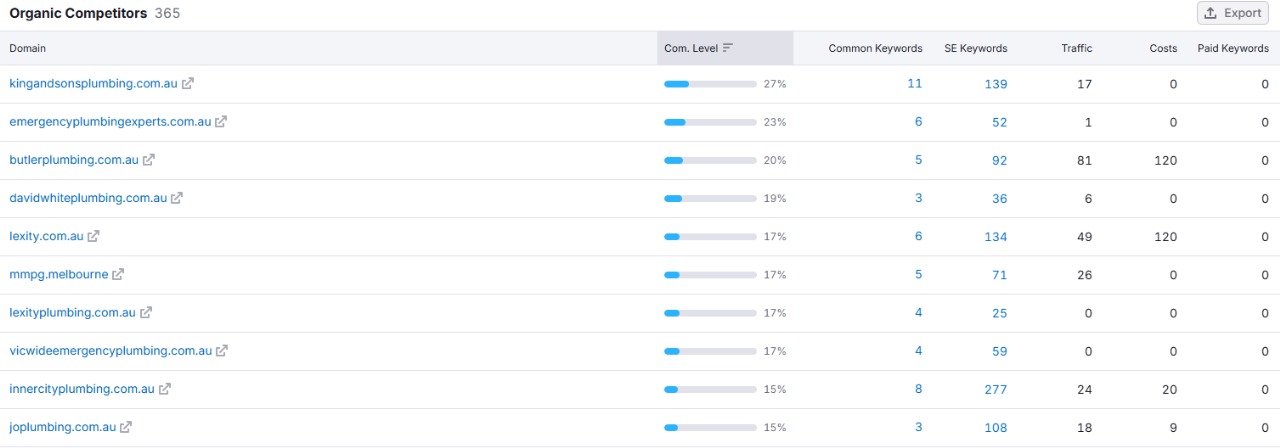 Organic Competitors 365 Export
Domain Com. Level Common Keywords SE Keywords Traffic Costs Paid Keywords
kingandsonsplumbing.com.au 27% 11 139 17 0 0
emergencyplumbingexperts.com.au 23% 6 52 1 0 0
butlerplumbing.com.au 20% 5 92 81 120 0
davidwhiteplumbing.com.au 19% 3 36 6 0 0
lexity.com.au 17% 6 134 49 120 0
mmpg.melbourne 17% 5 71 26 0 0
lexityplumbing.com.au 17% 4 25 0 0 0
vicwideemergencyplumbing.com.au 17% 4 59 0 0 0
innercityplumbing.com.au 15% 8 277 24 20 0
joplumbing.com.au 15% 3 108 18 9 0